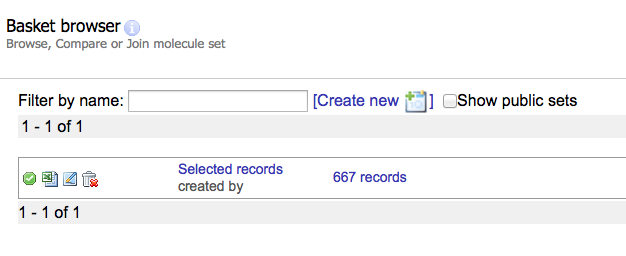 Basket browser
Browse, Compare or Join molecule set
Filter by name: [Create new ] Show public sets
1 - 1 of 1
Selected records 667 records
created by
1 - 1 of 1